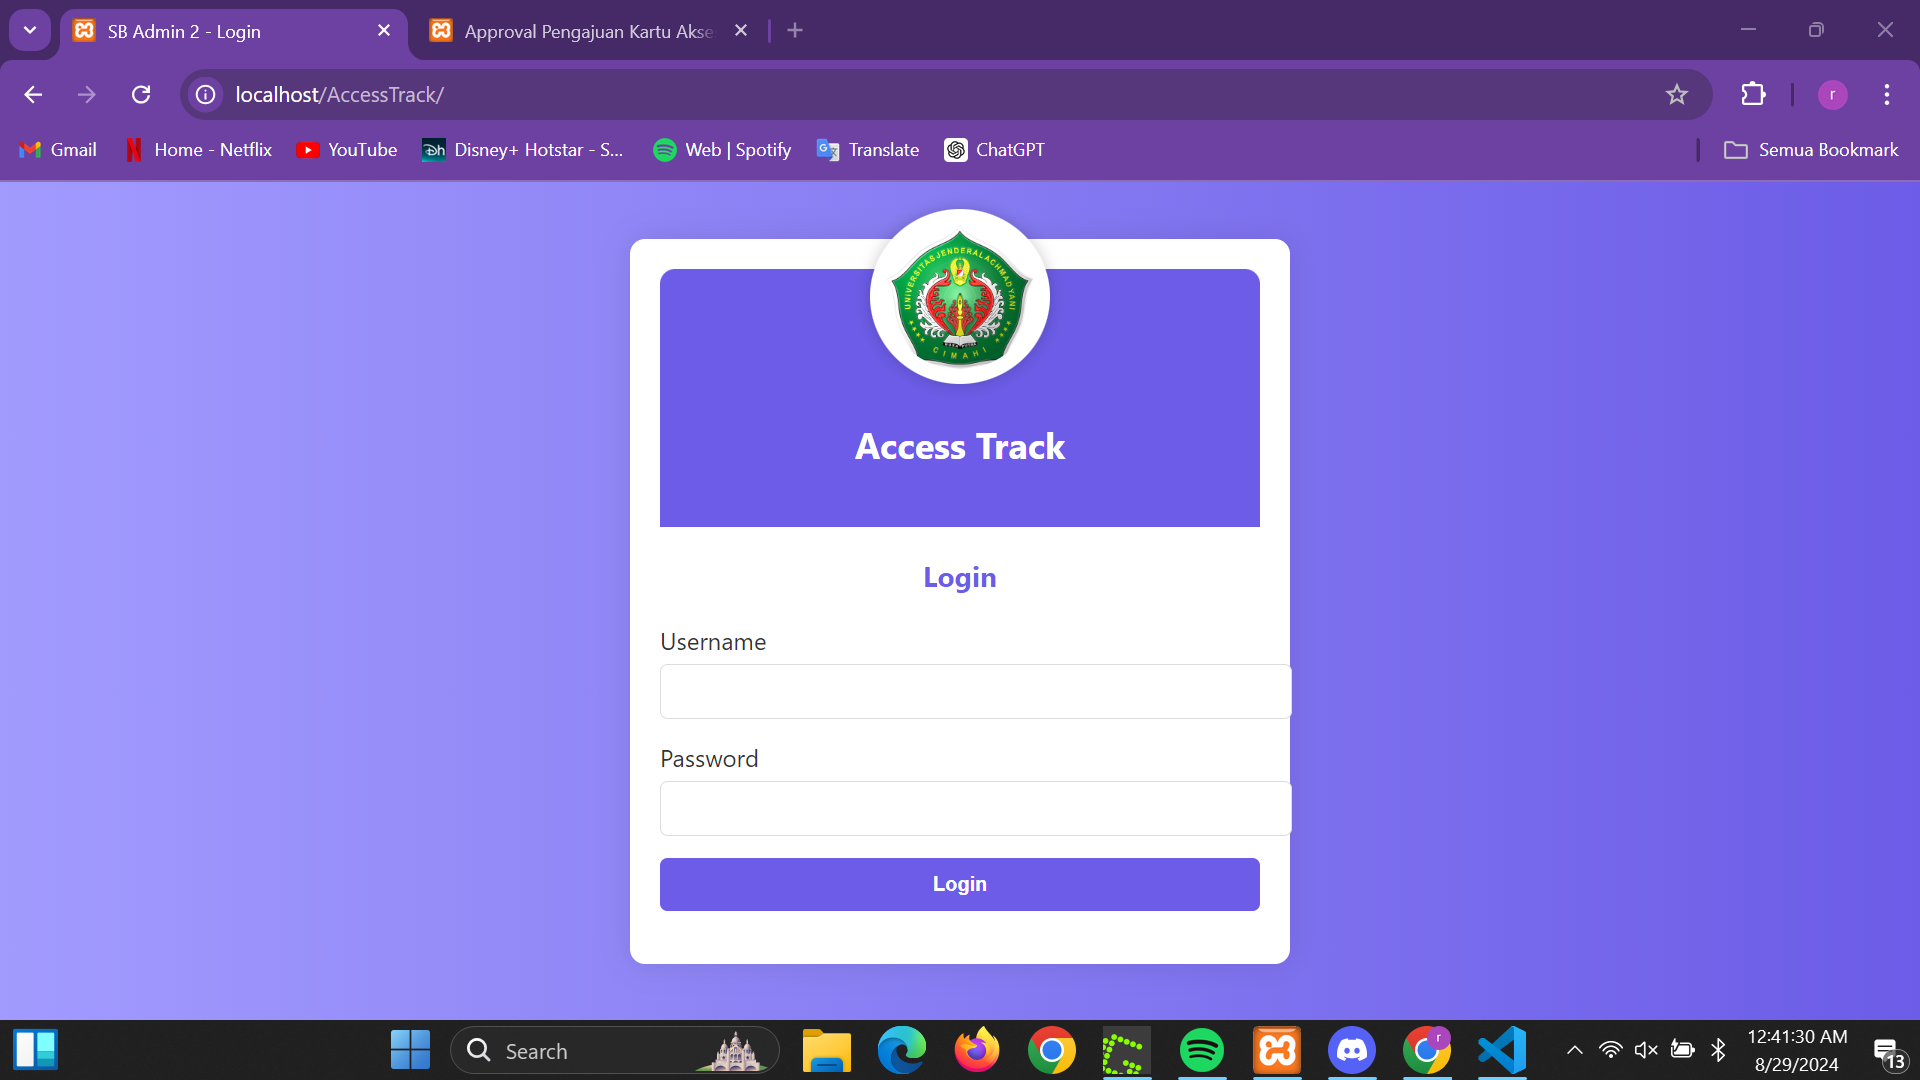 SB Admin 2 - Login
Approval Pengajuan Kartu Akse
localhost/AccessTrack/
r
Gmail
Home - Netflix
YouTube
Disney+ Hotstar - S...
Web | Spotify
Translate
ChatGPT
Semua Bookmark
UNIVERSITAS JENDERAL ACHMAD YANI
CIMAHI
Access Track
Login
Username
Password
Login
Search
r
12:41:30 AM
8/29/2024
13